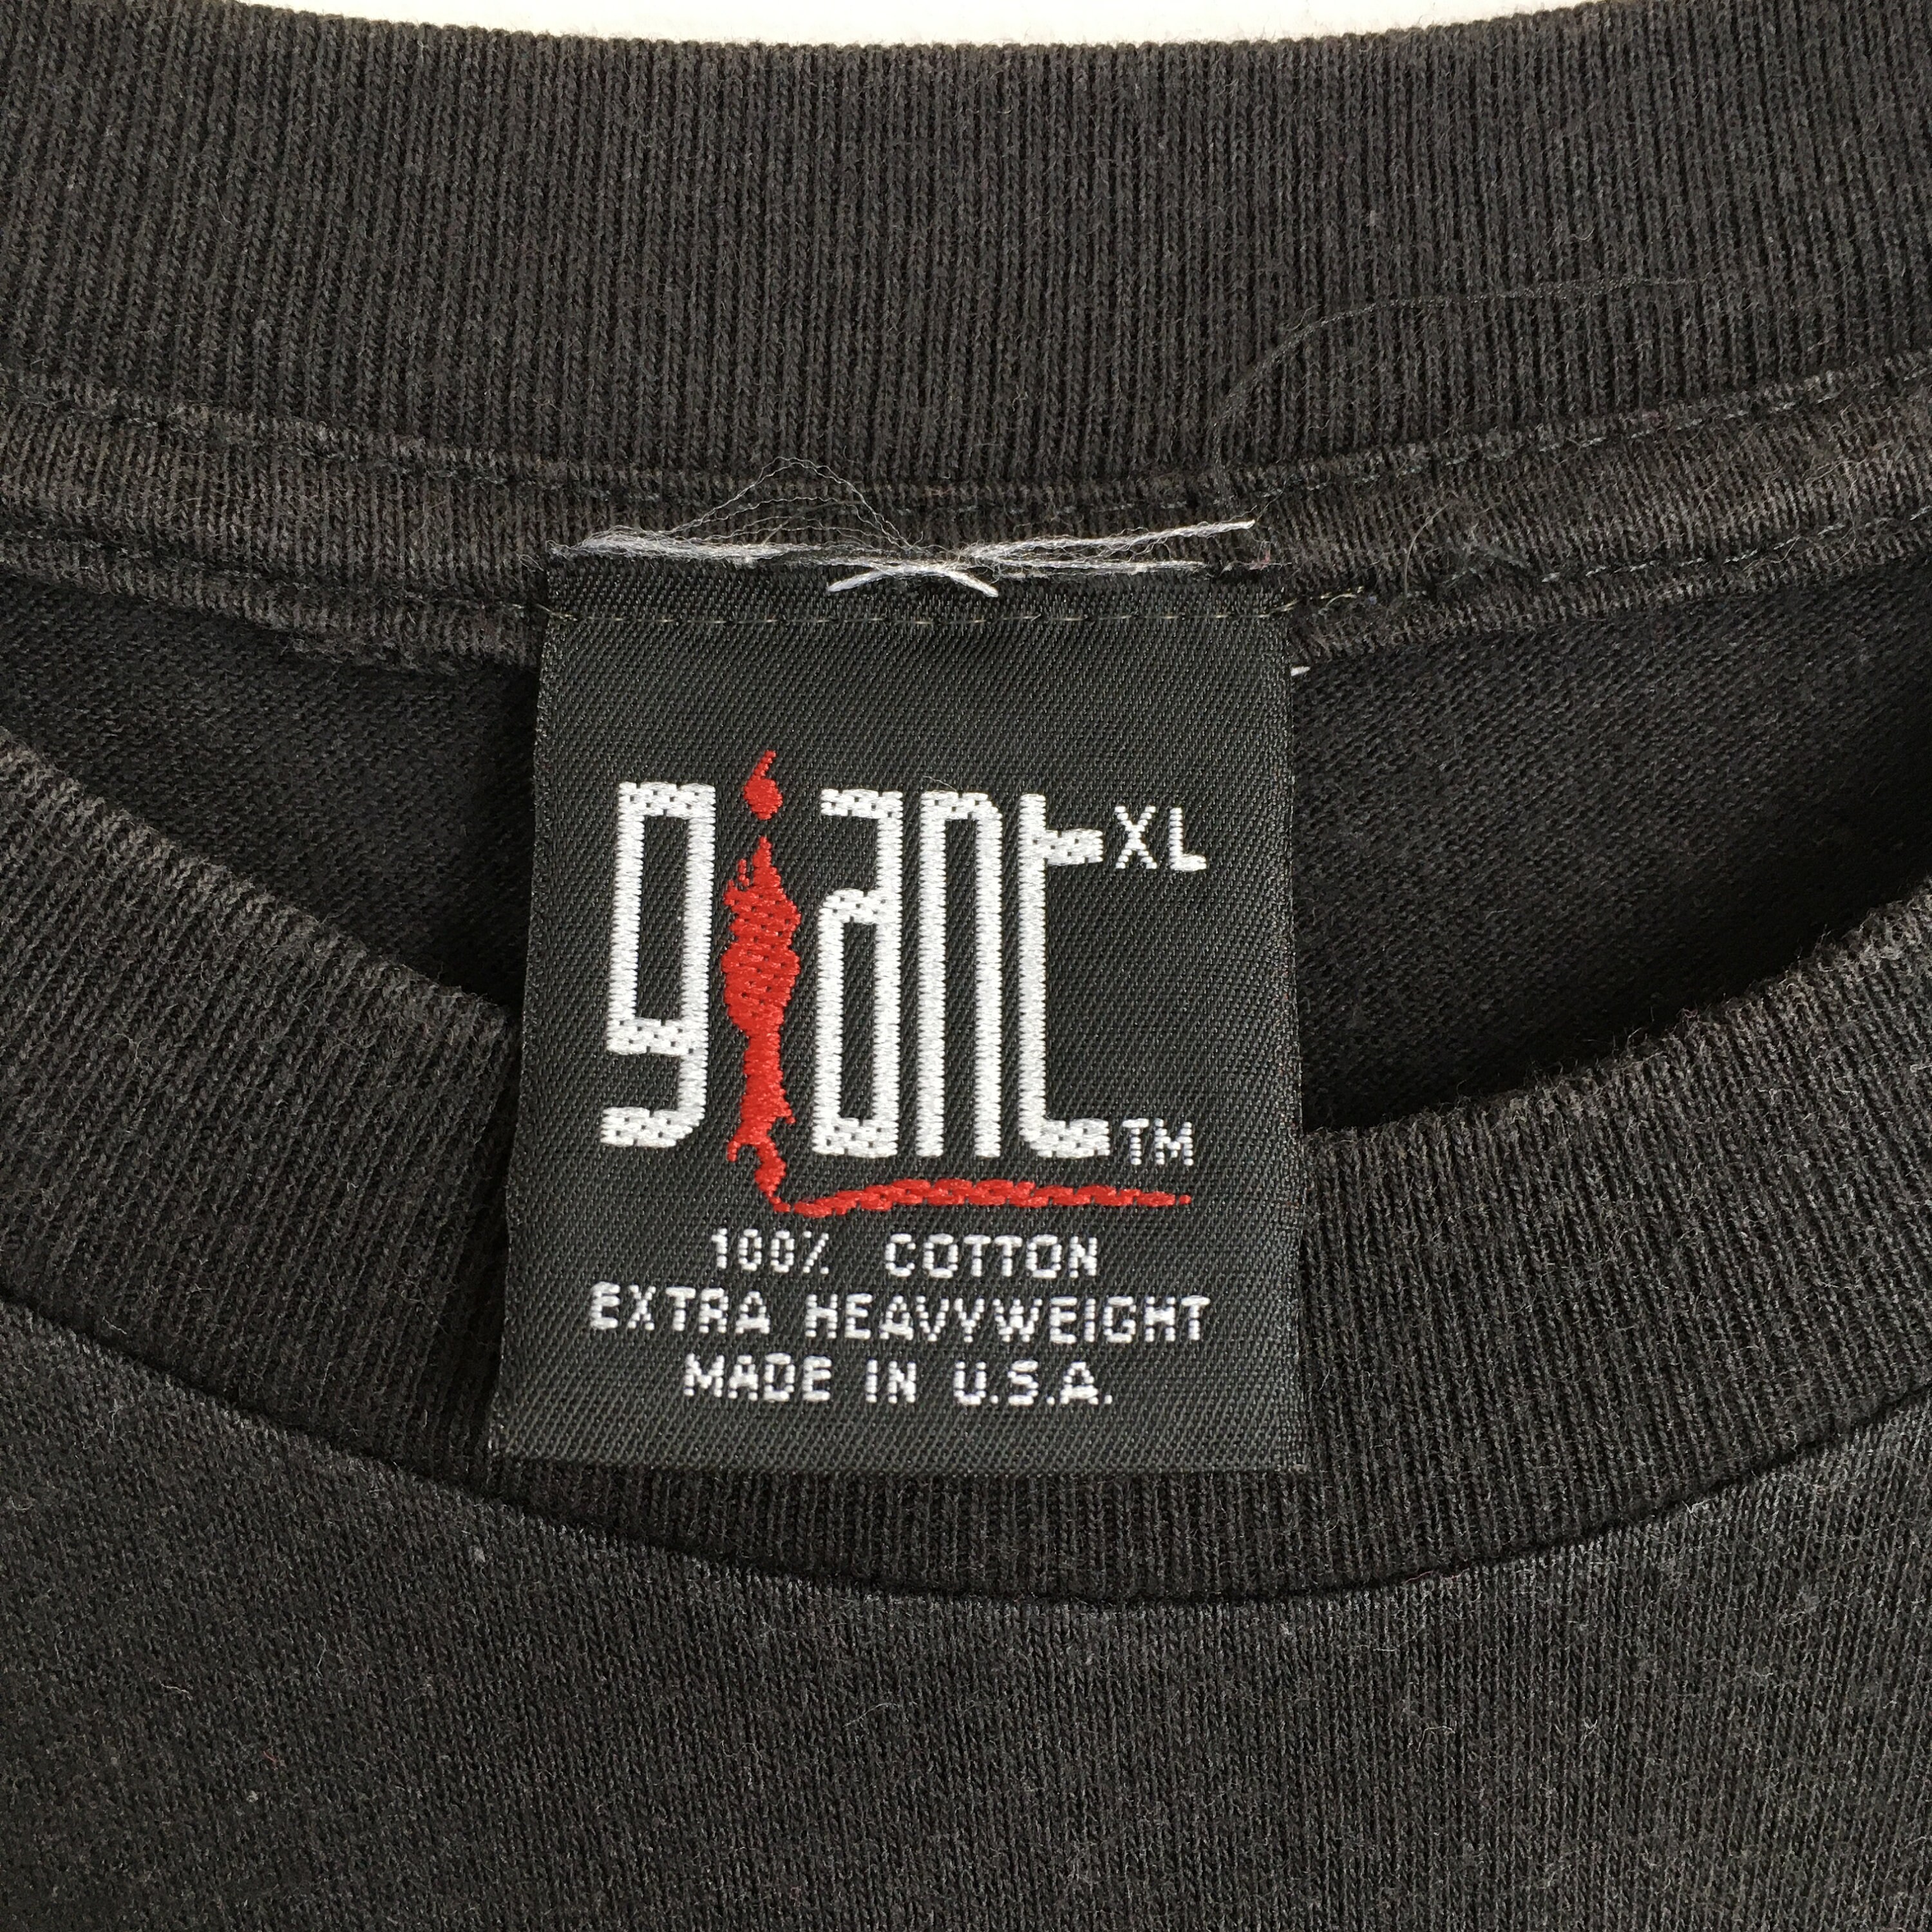 giant XL
TM
100% COTTON
EXTRA HEAVYWEIGHT
MADE IN U.S.A.